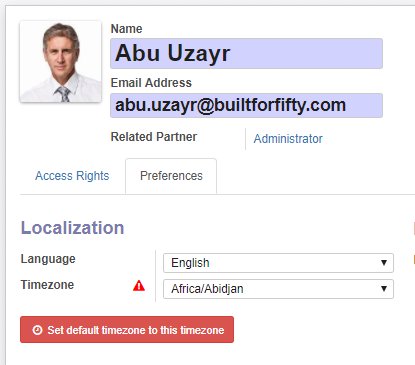 Name
Abu Uzayr
Email Address
abu.uzayr@builtforfifty.com
Related Partner Administrator
Access Rights Preferences
Localization
Language English
Timezone Africa/Abidjan
Set default timezone to this timezone